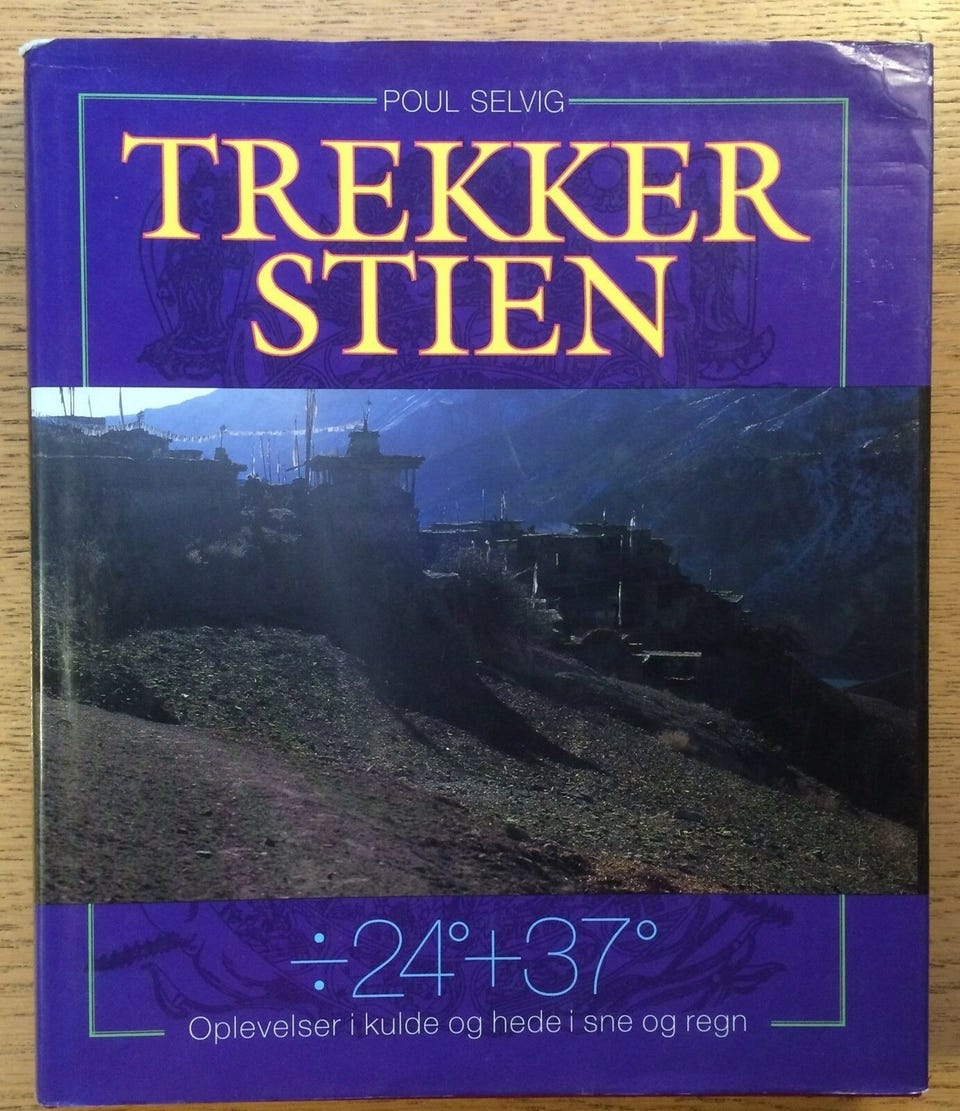 POUL SELVIG
TREKKER
STIEN
÷24°+37°
Oplevelser i kulde og hede i sne og regn